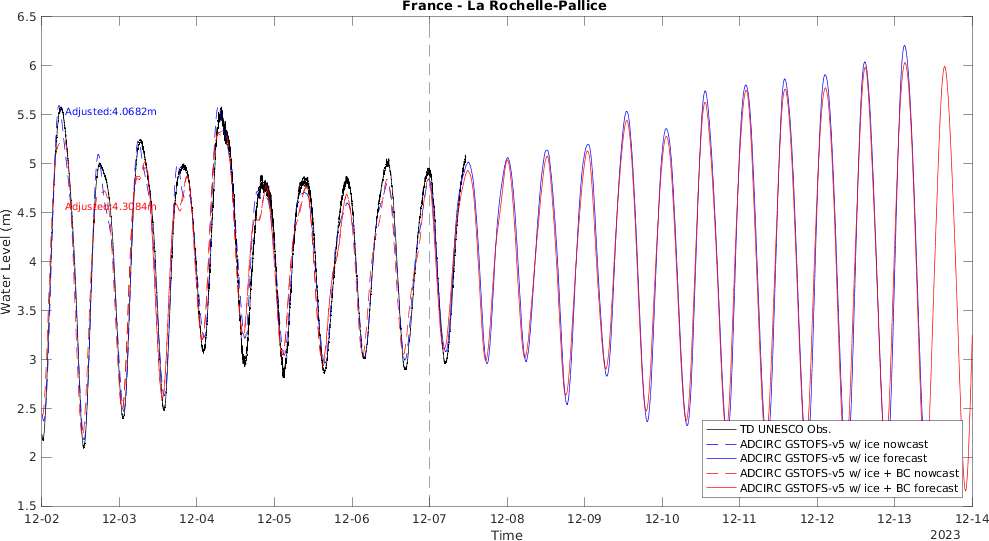 France - La Rochelle-Pallice
6.5
6
5.5
5
4.5
4
3.5
3
2.5
2
1.5
Water Level (m)
Adjusted:4.0682m
Adjusted:4.3084m
TD UNESCO Obs.
ADCIRC GSTOFS-v5 w/ ice nowcast
ADCIRC GSTOFS-v5 w/ ice forecast
ADCIRC GSTOFS-v5 w/ ice + BC nowcast
ADCIRC GSTOFS-v5 w/ ice + BC forecast
12-02 12-03 12-04 12-05 12-06 12-07 12-08 12-09 12-10 12-11 12-12 12-13 12-14
Time
2023